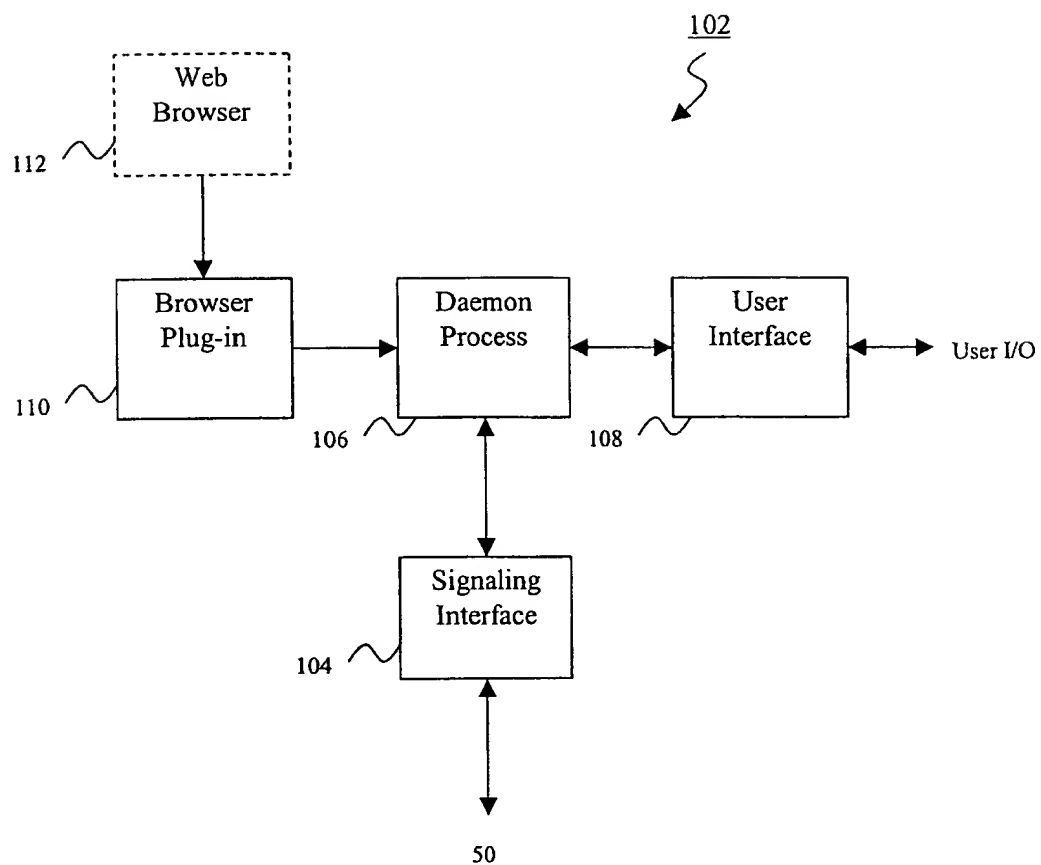 102
Web
Browser
112
Browser
Plug-in
Daemon
Process
User
Interface
User I/O
110
106
108
Signaling
Interface
104
50